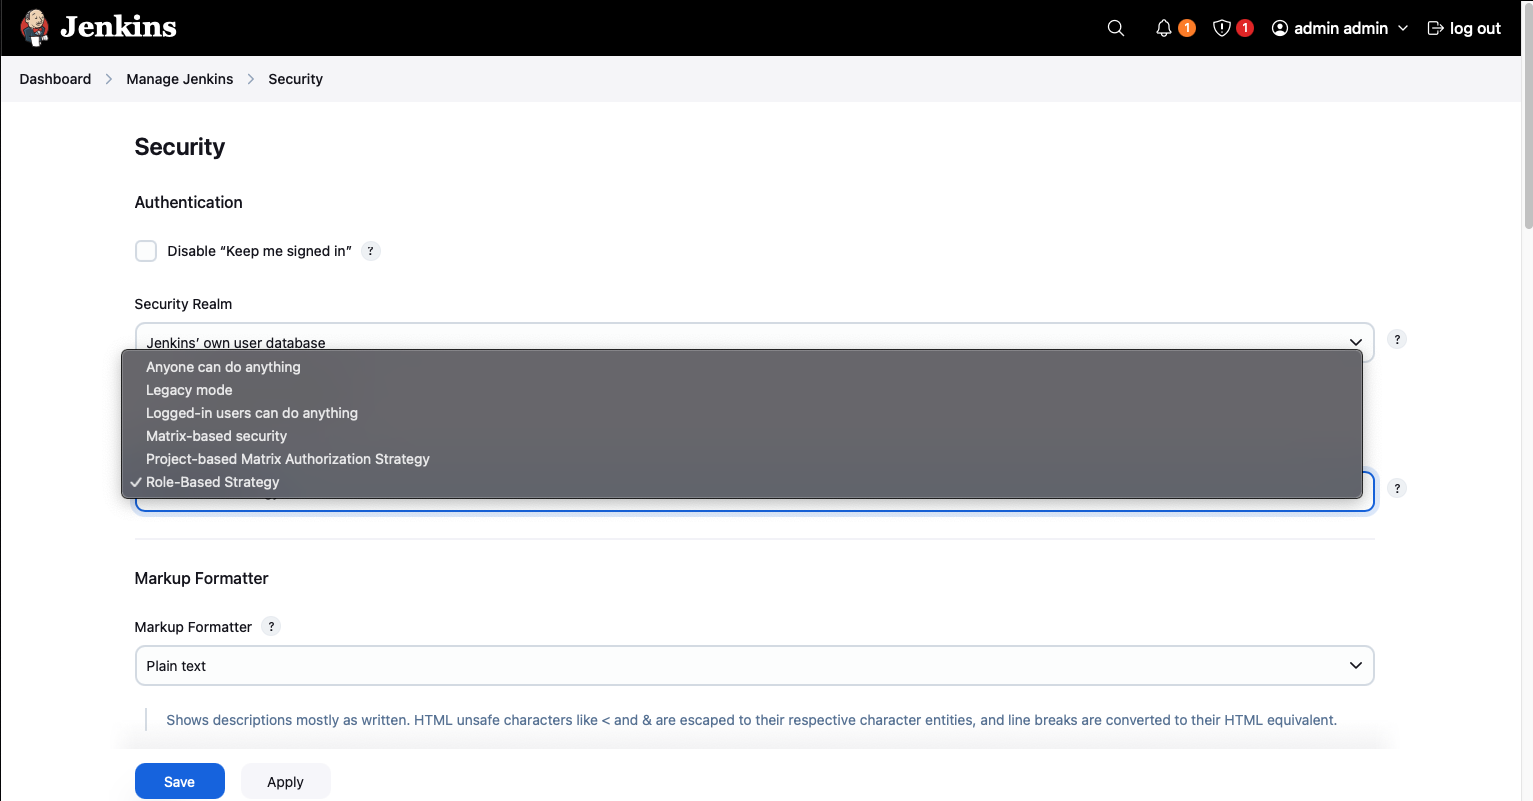 Jenkins
1
1
admin admin
log out
Dashboard
Manage Jenkins
Security
Security
Authentication
Disable “Keep me signed in” ?
Security Realm
Jenkins’ own user database
?
Anyone can do anything
Legacy mode
Logged-in users can do anything
Matrix-based security
Project-based Matrix Authorization Strategy
Role-Based Strategy
?
Markup Formatter
Markup Formatter ?
Plain text
Shows descriptions mostly as written. HTML unsafe characters like < and & are escaped to their respective character entities, and line breaks are converted to their HTML equivalent.
Save
Apply